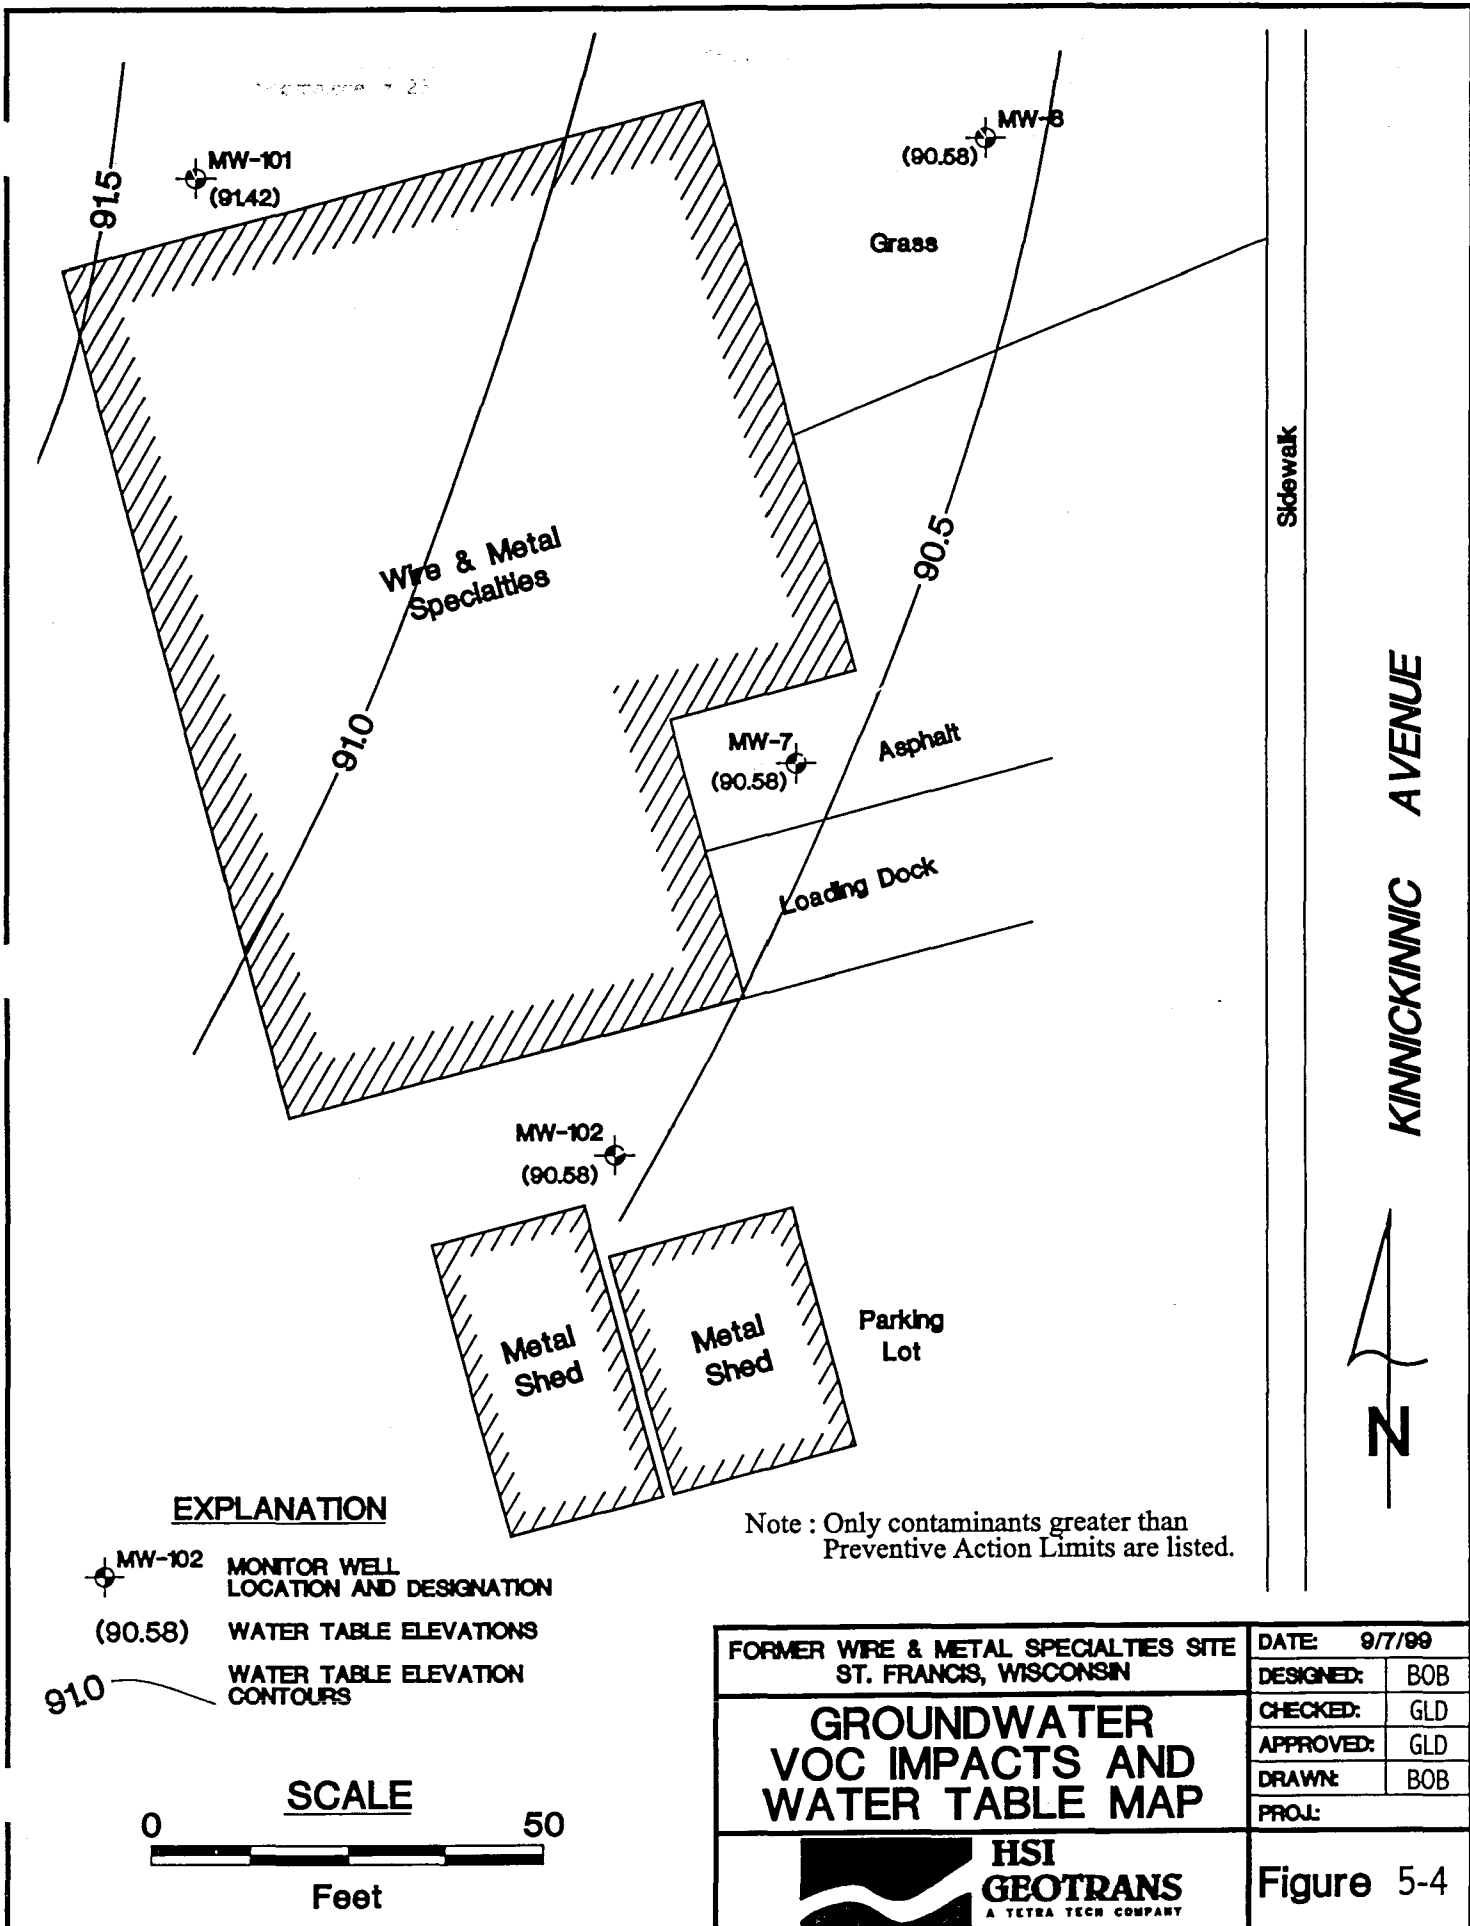 MW-101
(91.42)
91.5
MW-8
(90.58)
Grass
Sidewalk
Wire & Metal
Specialties
90.5
91.0
MW-7
(90.58)
Asphalt
Loading Dock
KINNICKINNIC AVENUE
MW-102
(90.58)
Metal
Shed
Metal
Shed
Parking
Lot
N
EXPLANATION
MW-102
MONITOR WELL
LOCATION AND DESIGNATION
(90.58)
WATER TABLE ELEVATIONS
91.0
WATER TABLE ELEVATION
CONTOURS
Note : Only contaminants greater than
Preventive Action Limits are listed.
SCALE
0 50
Feet
FORMER WIRE & METAL SPECIALTIES SITE
ST. FRANCIS, WISCONSIN
GROUNDWATER
VOC IMPACTS AND
WATER TABLE MAP
HSI
GEOTRANS
A TETRA TECH COMPANY
DATE: 9/7/99
DESIGNED: BOB
CHECKED: GLD
APPROVED: GLD
DRAWN: BOB
PROJ.:
Figure 5-4